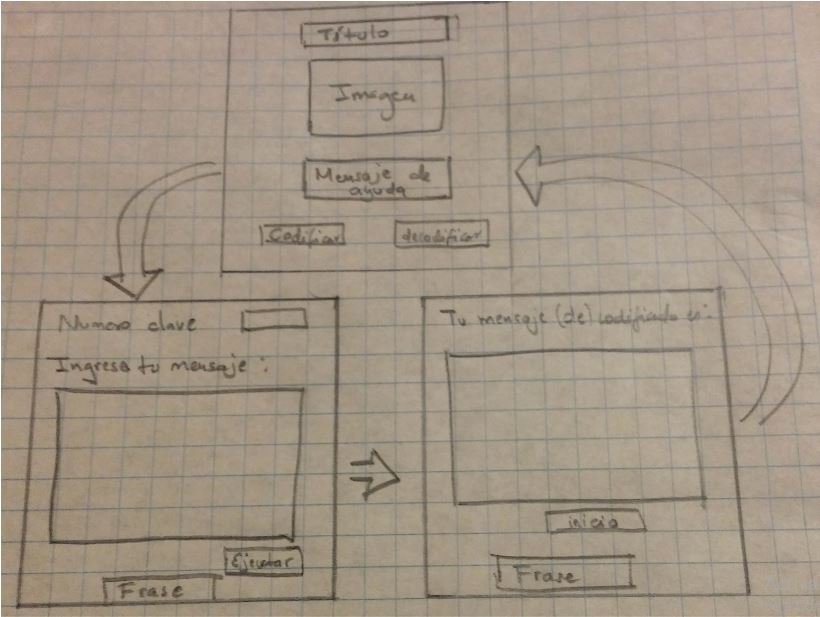 Título
Imagen
Mensaje de
ayuda
Codificar
decodificar
Numero clave
Ingresa tu mensaje :
Ejecutar
Frase
Tu mensaje (de) codificado es:
inicio
Frase